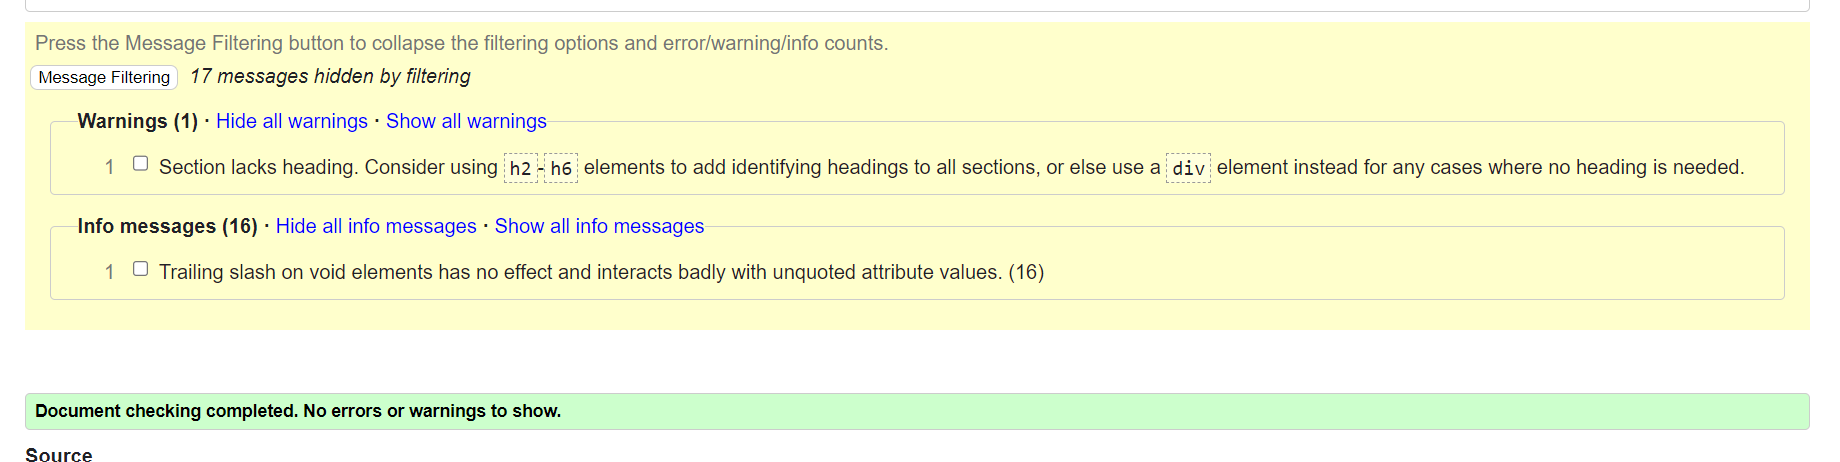 Press the Message Filtering button to collapse the filtering options and error/warning/info counts.
Message Filtering 17 messages hidden by filtering
Warnings (1) · Hide all warnings · Show all warnings
1 Section lacks heading. Consider using h2-h6 elements to add identifying headings to all sections, or else use a div element instead for any cases where no heading is needed.
Info messages (16) · Hide all info messages · Show all info messages
1 Trailing slash on void elements has no effect and interacts badly with unquoted attribute values. (16)
Document checking completed. No errors or warnings to show.
Source